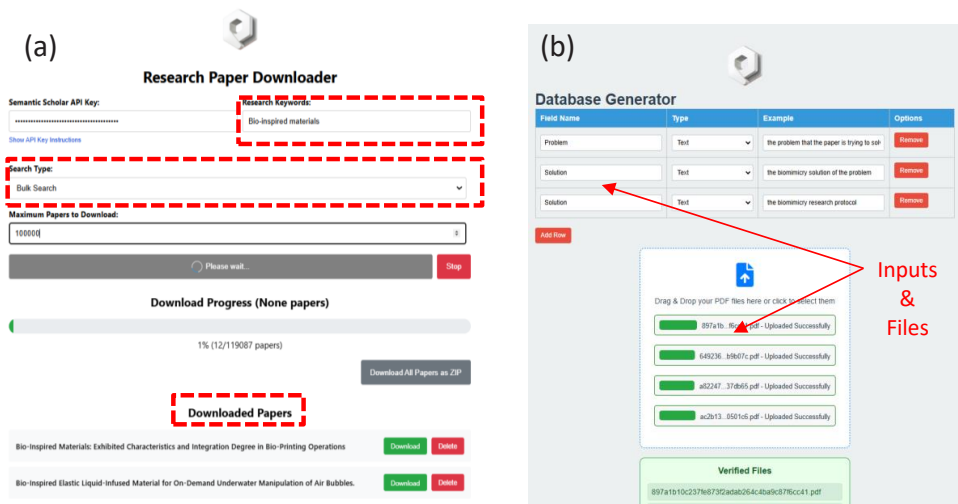 (a)
Research Paper Downloader
Semantic Scholar API Key:
Research Keywords:
Bio-inspired materials
Show API Key Instructions
Search Type:
Bulk Search
Maximum Papers to Download:
100000
Please wait...
Stop
Download Progress (None papers)
1% (12/119087 papers)
Download All Papers as ZIP
Downloaded Papers
Bio-Inspired Materials: Exhibited Characteristics and Integration Degree in Bio-Printing Operations
Download Delete
Bio-Inspired Elastic Liquid-Infused Material for On-Demand Underwater Manipulation of Air Bubbles.
Download Delete
(b)
Database Generator
Field Name Type Example Options
Problem Text the problem that the paper is trying to sol Remove
Solution Text the biomimicry solution of the problem Remove
Solution Text the biomimicry research protocol Remove
Add Row
Inputs
&
Files
Drag & Drop your PDF files here or click to select them
897a1b...f6cc41.pdf - Uploaded Successfully
649236...b9b07c.pdf - Uploaded Successfully
a82247...37db65.pdf - Uploaded Successfully
ac2b13...0501c6.pdf - Uploaded Successfully
Verified Files
897a1b10c237fe873f2adab264c4ba9c87f6cc41.pdf